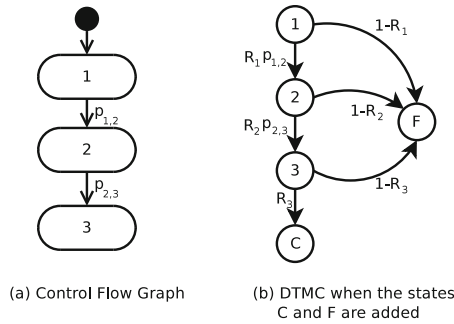 1
p1,2
2
p2,3
3
(a) Control Flow Graph
1
1-R1
R1p1,2
2
1-R2
F
R2p2,3
3
1-R3
R3
C
(b) DTMC when the states
C and F are added